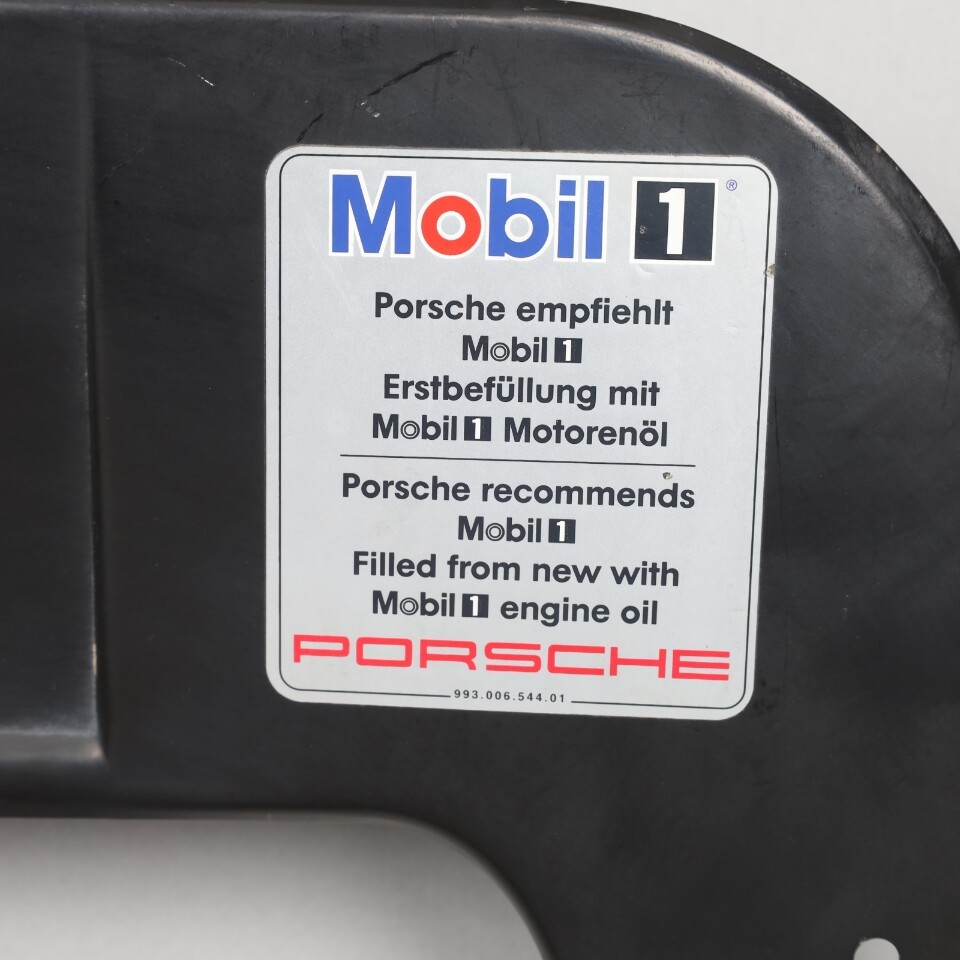 Mobil 1®
Porsche empfiehlt
Mobil 1
Erstbefüllung mit
Mobil 1 Motorenöl
Porsche recommends
Mobil 1
Filled from new with
Mobil 1 engine oil
PORSCHE
993.006.544.01